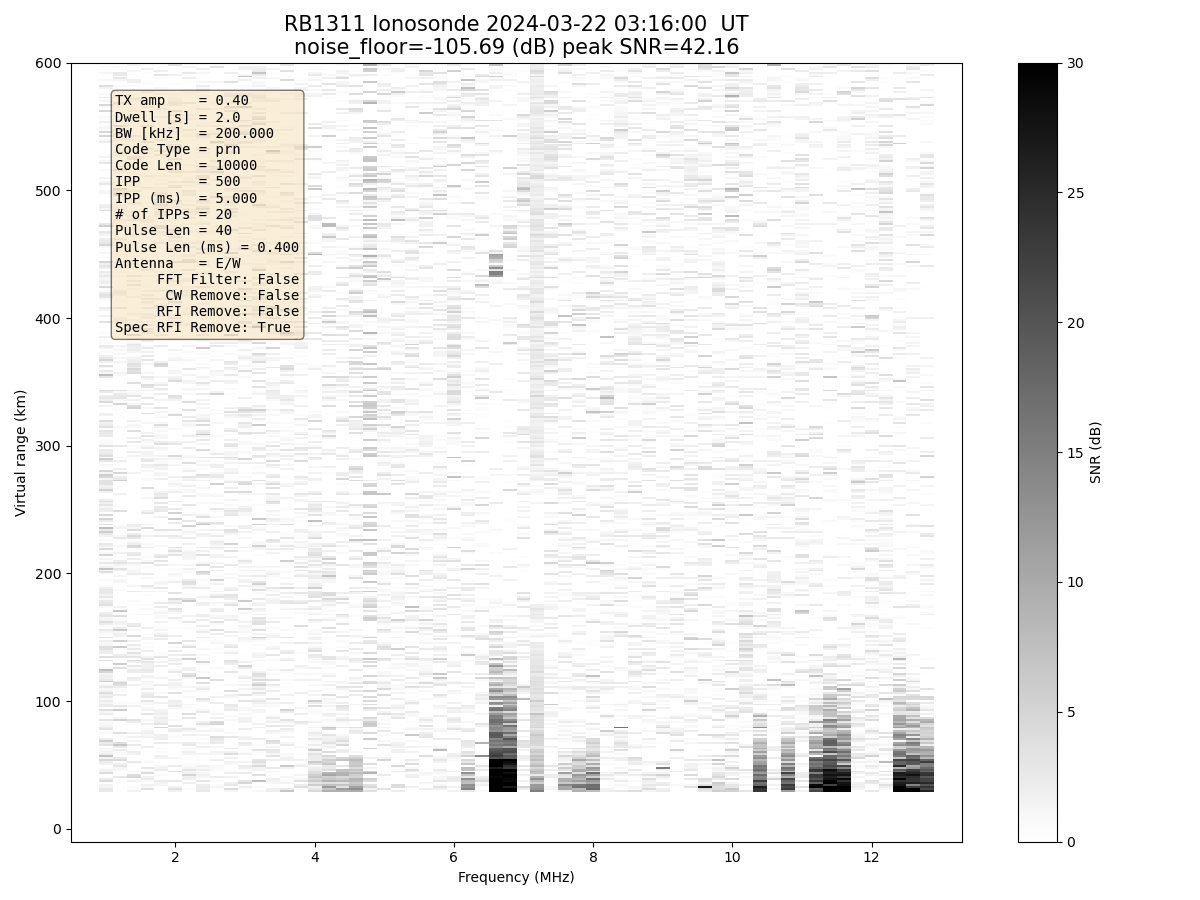 RB1311 Ionosonde 2024-03-22 03:16:00  UT
noise_floor=-105.69 (dB) peak SNR=42.16
TX amp    = 0.40
Dwell [s] = 2.0
BW [kHz]  = 200.000
Code Type = prn
Code Len  = 10000
IPP       = 500
IPP (ms)  = 5.000
# of IPPs = 20
Pulse Len = 40
Pulse Len (ms) = 0.400
Antenna   = E/W
FFT Filter: False
CW Remove: False
RFI Remove: False
Spec RFI Remove: True
Virtual range (km)
600
500
400
300
200
100
0
2 4 6 8 10 12
Frequency (MHz)
30
25
20
15
10
5
0
SNR (dB)